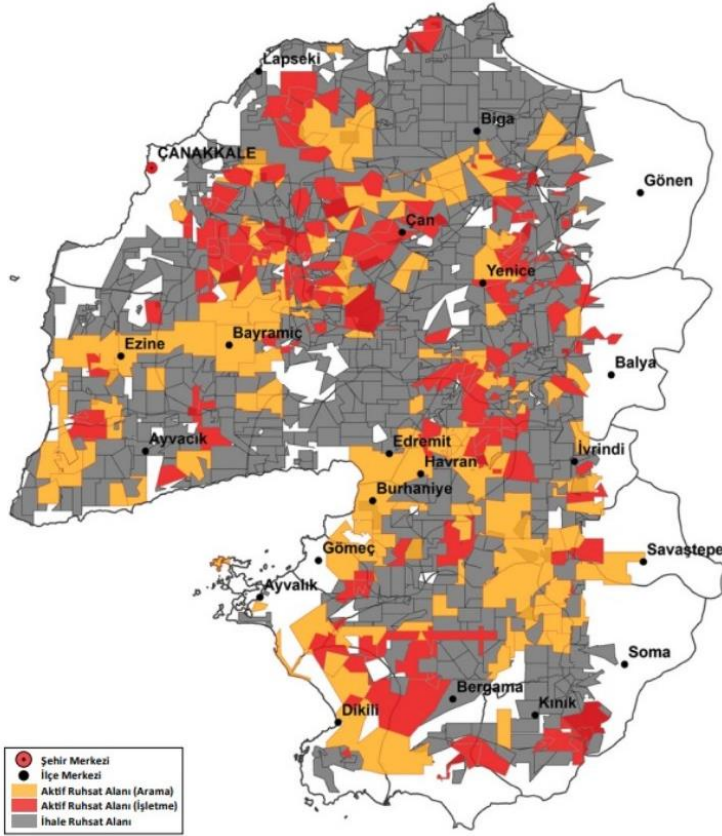 Lapseki
Biga
ÇANAKKALE
Gönen
Çan
Yenice
Bayramiç
Ezine
Balya
Ayvacık
Edremit
İvrindi
Havran
Burhaniye
Gömeç
Savaştepe
Ayvalık
Soma
Bergama
Kınık
Dikili
Şehir Merkezi
İlçe Merkezi
Aktif Ruhsat Alanı (Arama)
Aktif Ruhsat Alanı (İşletme)
İhale Ruhsat Alanı